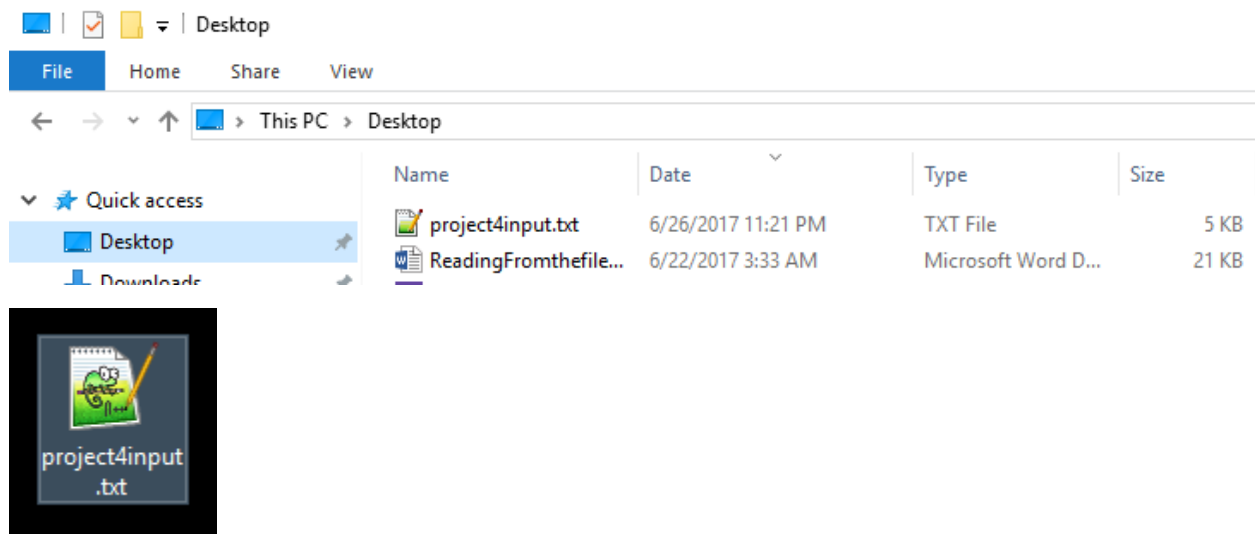 Desktop
File Home Share View
This PC > Desktop
Name Date Type Size
Quick access
project4input.txt 6/26/2017 11:21 PM TXT File 5 KB
Desktop
ReadingFromthefile... 6/22/2017 3:33 AM Microsoft Word D... 21 KB
Downloads
project4input
.txt